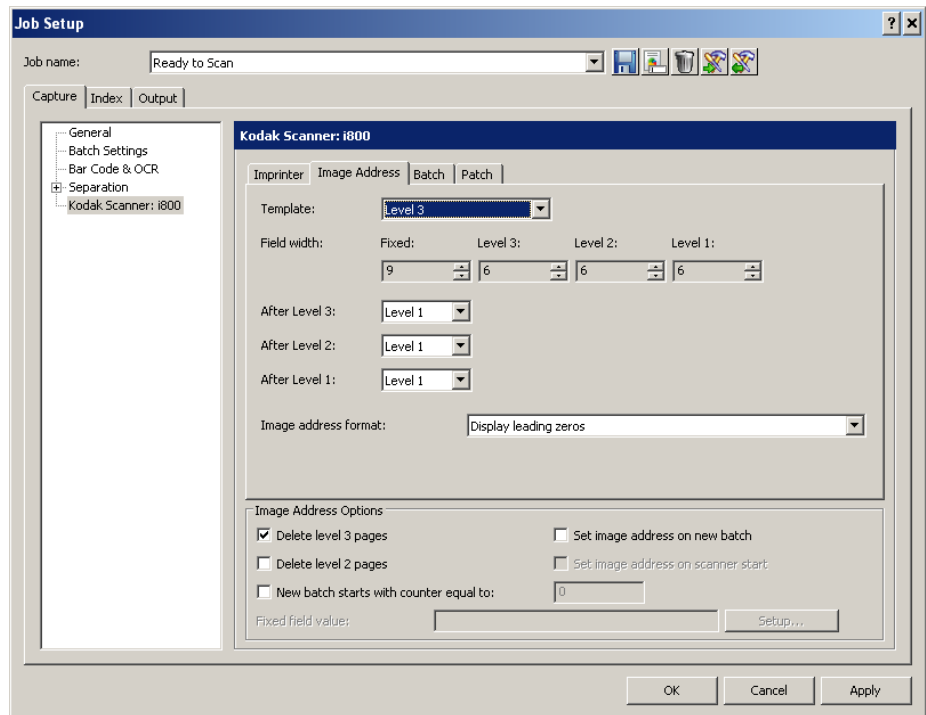 Job Setup
Job name: Ready to Scan
Capture Index Output
General
Batch Settings
Bar Code & OCR
Separation
Kodak Scanner: i800
Kodak Scanner: i800
Imprinter Image Address Batch Patch
Template: Level 3
Field width: Fixed: Level 3: Level 2: Level 1:
9 6 6 6
After Level 3: Level 1
After Level 2: Level 1
After Level 1: Level 1
Image address format: Display leading zeros
Image Address Options
Delete level 3 pages Set image address on new batch
Delete level 2 pages Set image address on scanner start
New batch starts with counter equal to: 0
Fixed field value: Setup...
OK Cancel Apply